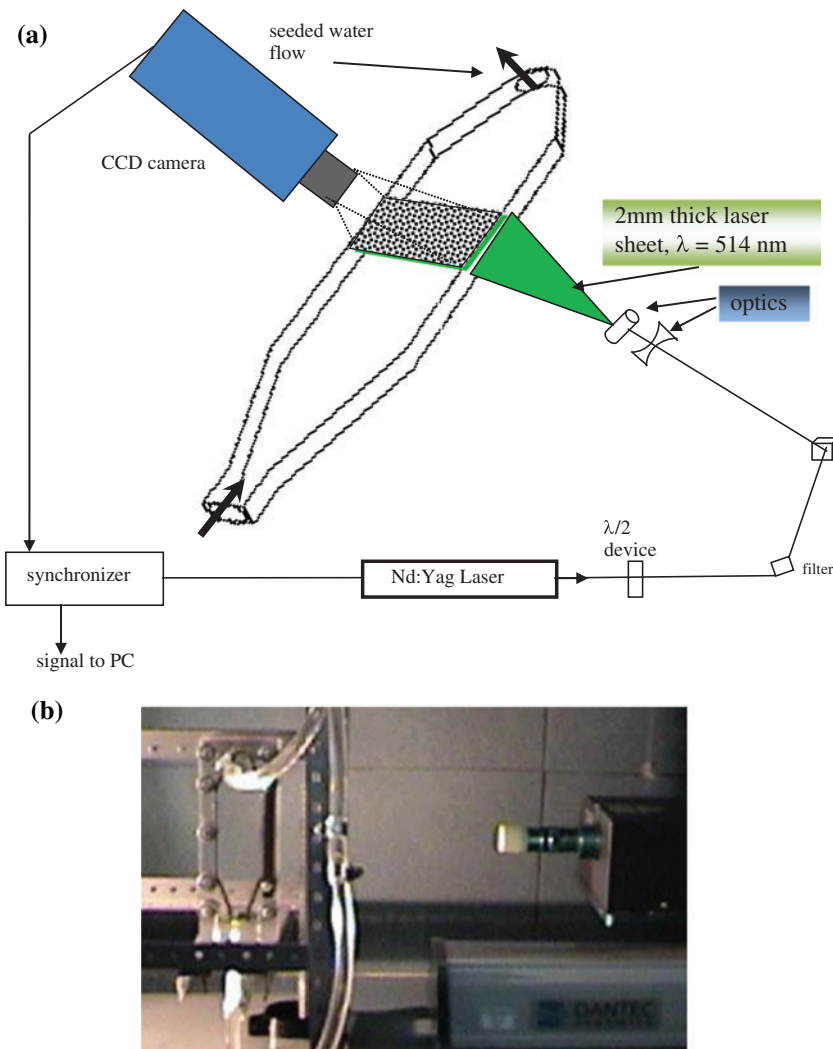 (a)
seeded water
flow
CCD camera
2mm thick laser
sheet, λ = 514 nm
optics
λ/2
device
filter
synchronizer
Nd:Yag Laser
signal to PC
(b)
DANTEC